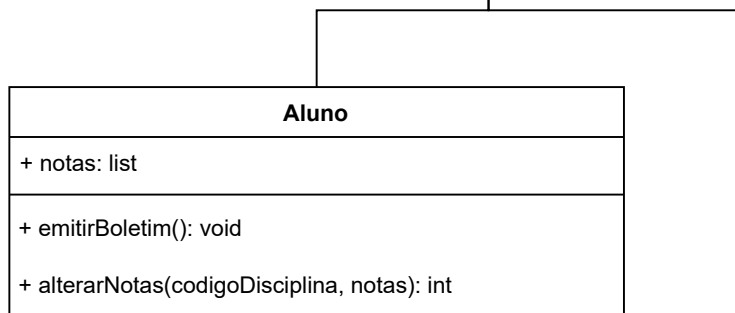 Aluno
+ notas: list
+ emitirBoletim(): void
+ alterarNotas(codigoDisciplina, notas): int